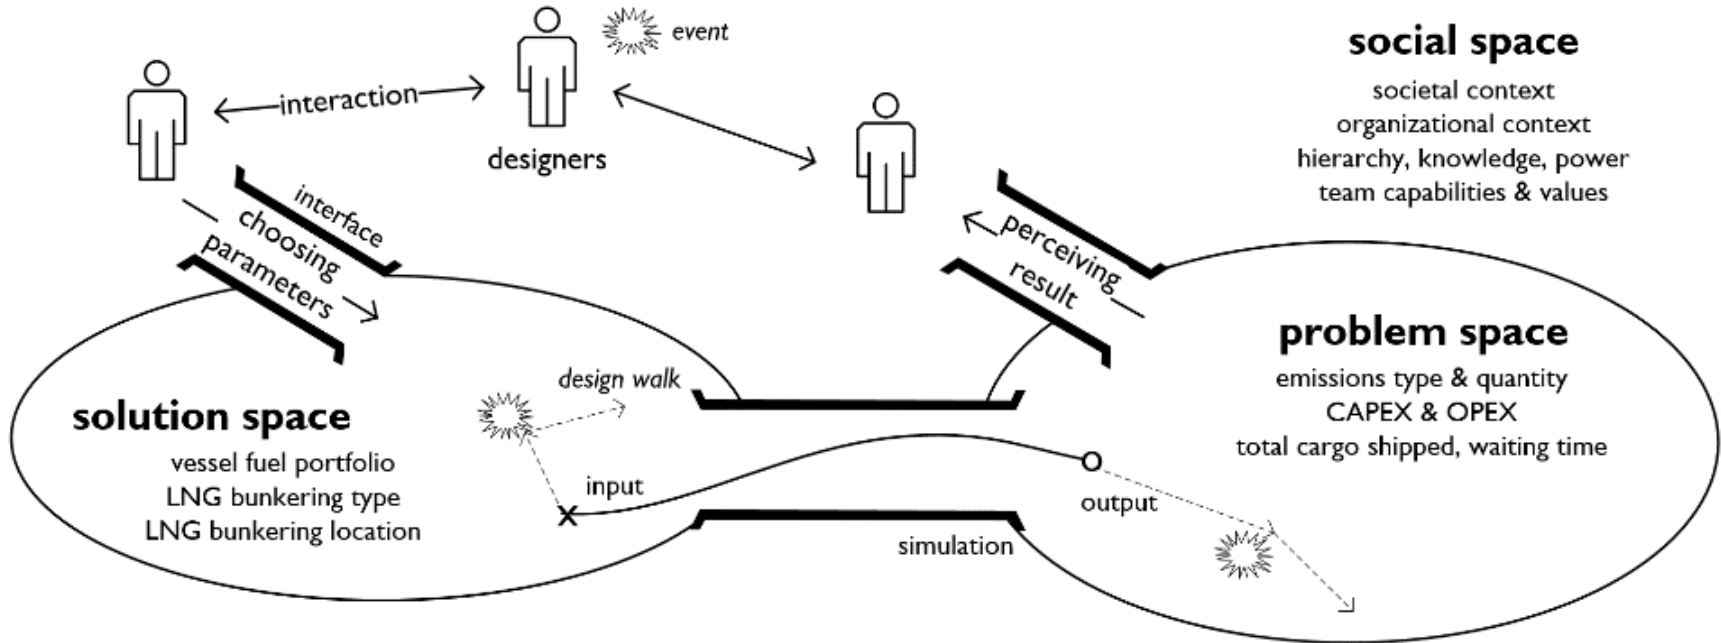 event
interaction
designers
social space
societal context
organizational context
hierarchy, knowledge, power
team capabilities & values
interface
choosing
parameters
perceiving
result
solution space
vessel fuel portfolio
LNG bunkering type
LNG bunkering location
design walk
input
output
simulation
problem space
emissions type & quantity
CAPEX & OPEX
total cargo shipped, waiting time